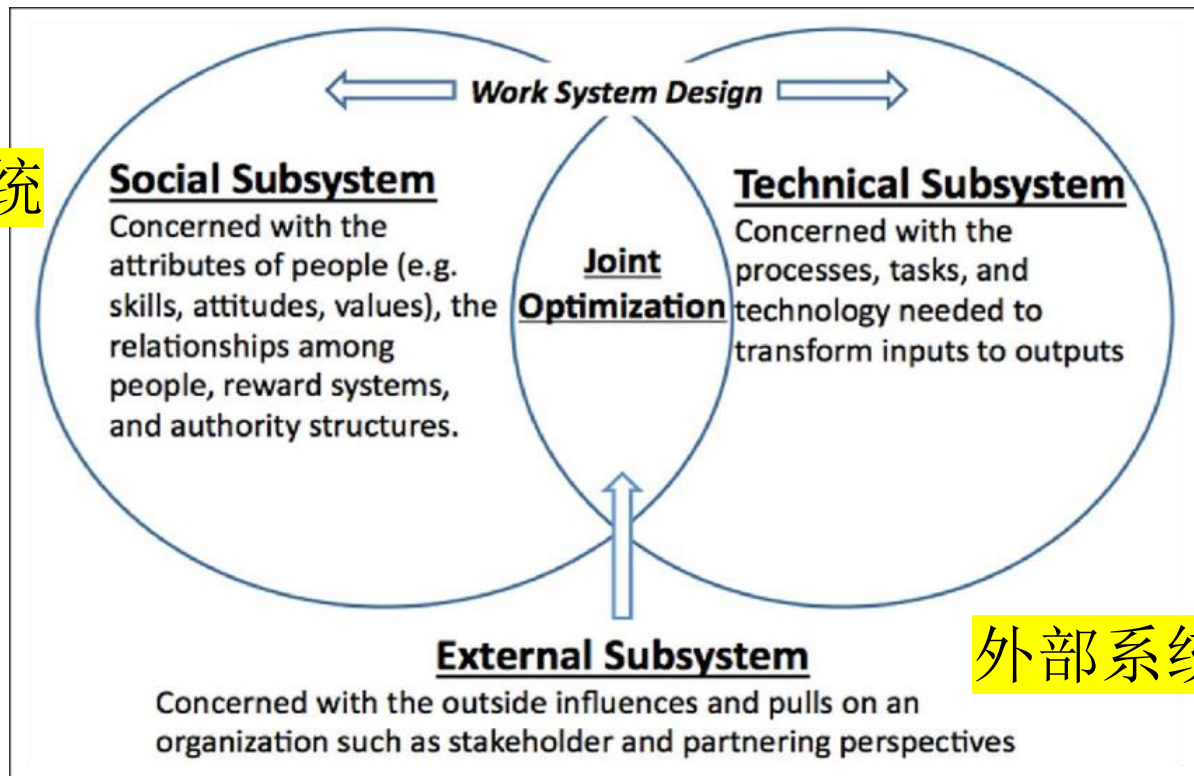 Work System Design
统
Social Subsystem
Concerned with the
attributes of people (e.g.
skills, attitudes, values), the
relationships among
people, reward systems,
and authority structures.
Joint
Optimization
Technical Subsystem
Concerned with the
processes, tasks, and
technology needed to
transform inputs to outputs
External Subsystem
外部系统
Concerned with the outside influences and pulls on an
organization such as stakeholder and partnering perspectives